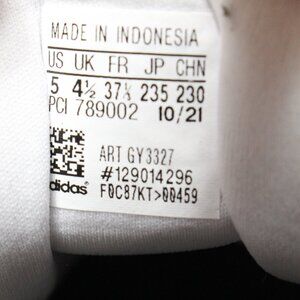 MADE IN INDONESIA
US UK FR JP CHN
5 4½ 37⅓ 235 230
PCI 789002 10/21
ART GY3327
#129014296
adidas F0C87KT>00459